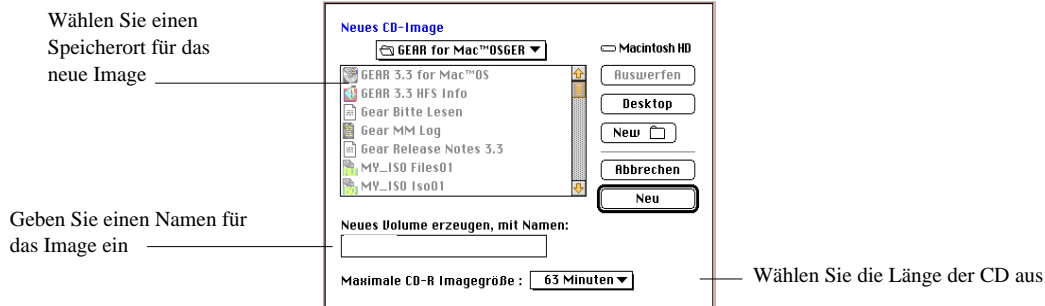 Wählen Sie einen
Speicherort für das
neue Image
Neues CD-Image
GEAR for Mac™OSGER
Macintosh HD
GEAR 3.3 for Mac™OS
GEAR 3.3 HFS Info
Gear Bitte Lesen
Gear MM Log
Gear Release Notes 3.3
MY_ISO Files01
MY_ISO Iso01
Auswerfen
Desktop
New
Abbrechen
Neu
Geben Sie einen Namen für
das Image ein
Neues Volume erzeugen, mit Namen:
Maximale CD-R Imagegröße : 63 Minuten
Wählen Sie die Länge der CD aus